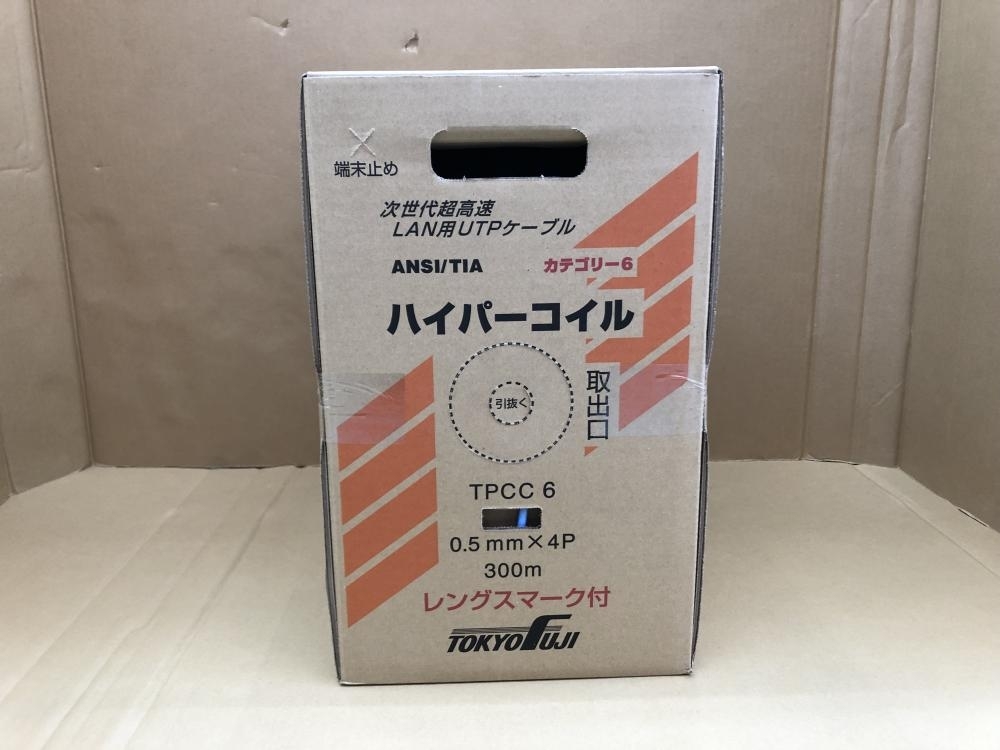 端末止め
次世代超高速
LAN用UTPケーブル
ANSI/TIA カテゴリー6
ハイパーコイル
引抜く
取出口
TPCC 6
0.5mm×4P
300m
レングスマーク付
TOKYO FUJI